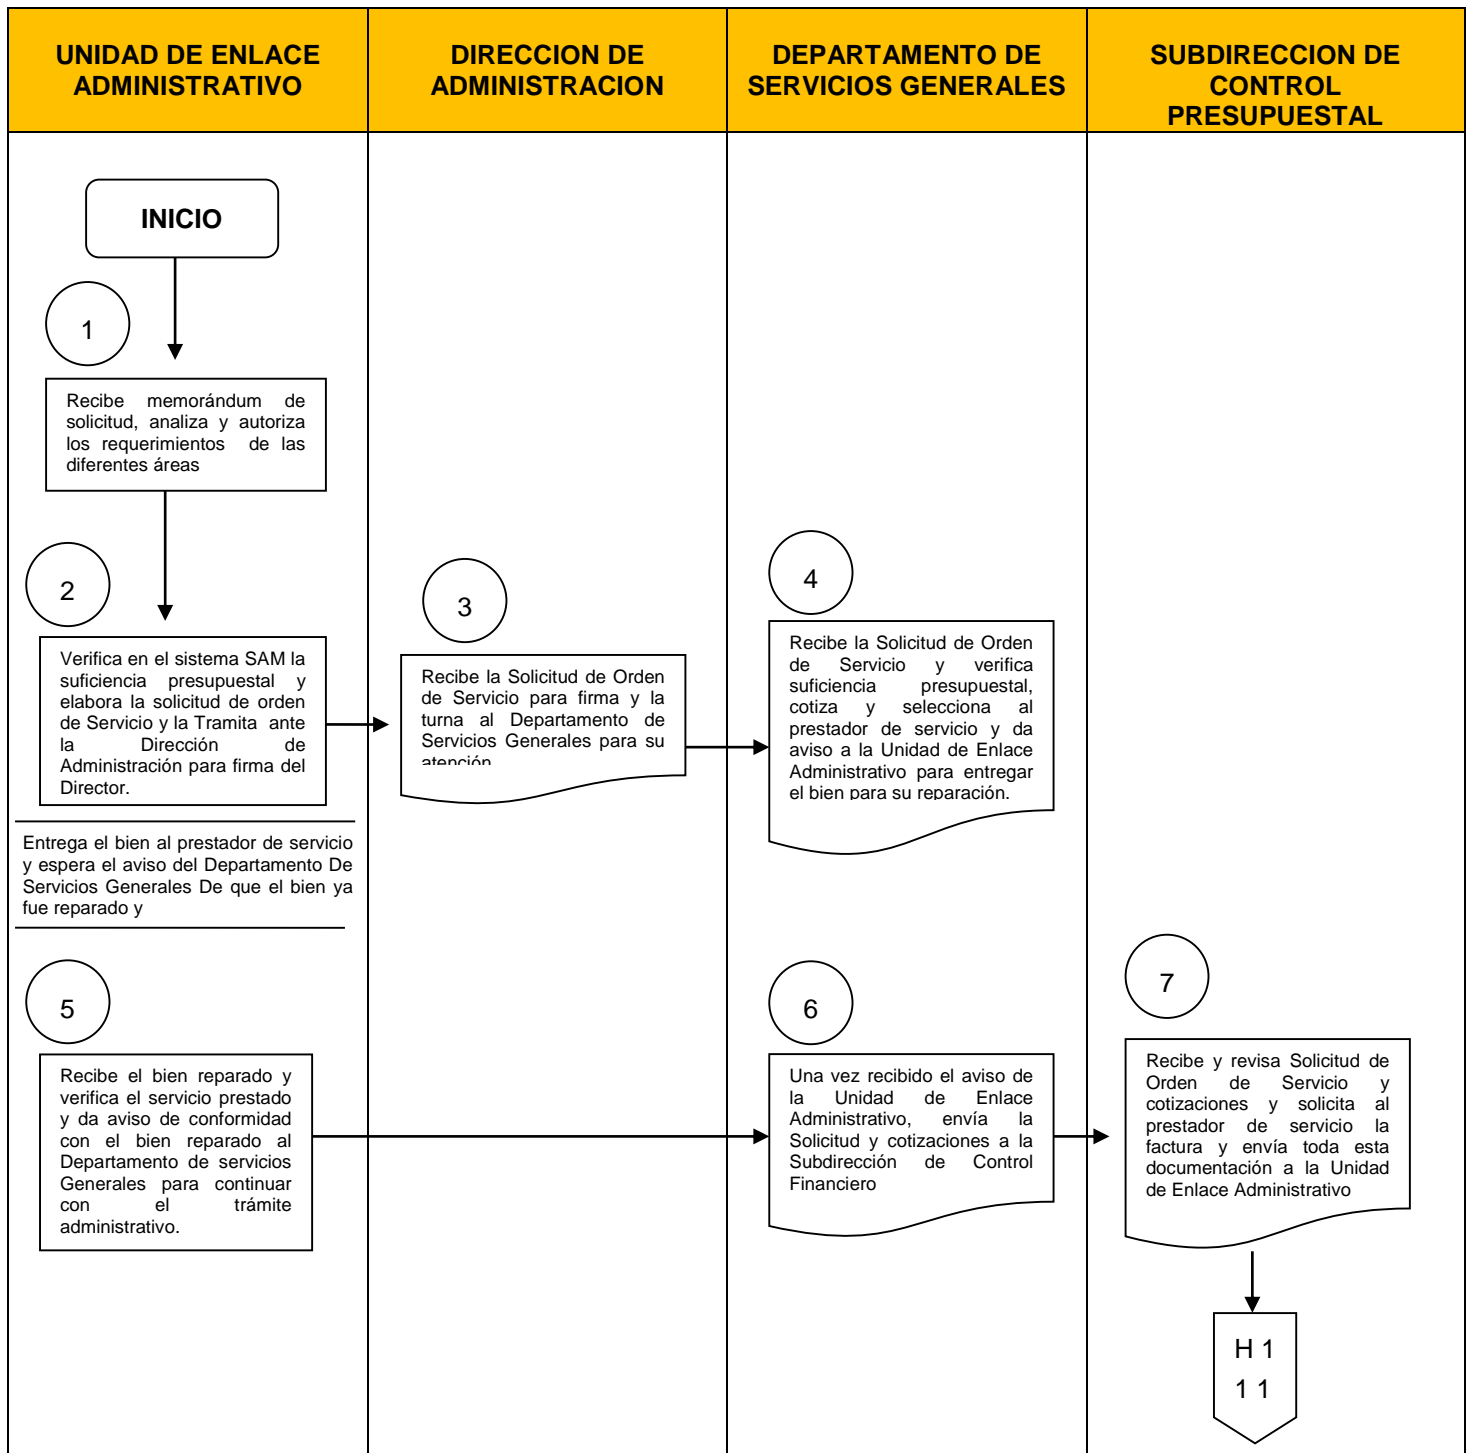 UNIDAD DE ENLACE
ADMINISTRATIVO
DIRECCION DE
ADMINISTRACION
DEPARTAMENTO DE
SERVICIOS GENERALES
SUBDIRECCION DE
CONTROL
PRESUPUESTAL
INICIO
1
Recibe memorándum de
solicitud, analiza y autoriza
los requerimientos de las
diferentes áreas
2
Verifica en el sistema SAM la
suficiencia presupuestal y
elabora la solicitud de orden
de Servicio y la Tramita ante
la Dirección de
Administración para firma del
Director.
3
Recibe la Solicitud de Orden
de Servicio para firma y la
turna al Departamento de
Servicios Generales para su
atención
4
Recibe la Solicitud de Orden
de Servicio y verifica
suficiencia presupuestal,
cotiza y selecciona al
prestador de servicio y da
aviso a la Unidad de Enlace
Administrativo para entregar
el bien para su reparación.
Entrega el bien al prestador de servicio
y espera el aviso del Departamento De
Servicios Generales De que el bien ya
fue reparado y
5
Recibe el bien reparado y
verifica el servicio prestado
y da aviso de conformidad
con el bien reparado al
Departamento de servicios
Generales para continuar
con el trámite
administrativo.
6
Una vez recibido el aviso de
la Unidad de Enlace
Administrativo, envía la
Solicitud y cotizaciones a la
Subdirección de Control
Financiero
7
Recibe y revisa Solicitud de
Orden de Servicio y
cotizaciones y solicita al
prestador de servicio la
factura y envía toda esta
documentación a la Unidad
de Enlace Administrativo
H 1
1 1